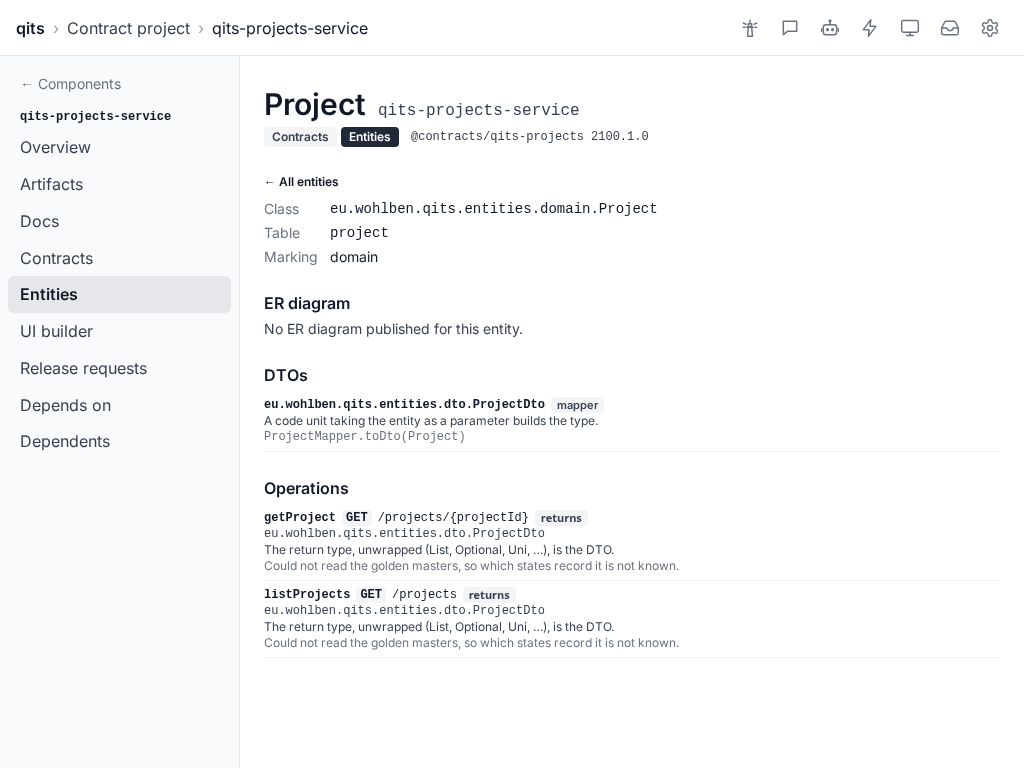 qits › Contract project › qits-projects-service
← Components
qits-projects-service
Overview
Artifacts
Docs
Contracts
Entities
UI builder
Release requests
Depends on
Dependents
Project qits-projects-service
Contracts Entities @contracts/qits-projects 2100.1.0
← All entities
Class eu.wohlben.qits.entities.domain.Project
Table project
Marking domain
ER diagram
No ER diagram published for this entity.
DTOs
eu.wohlben.qits.entities.dto.ProjectDto mapper
A code unit taking the entity as a parameter builds the type.
ProjectMapper.toDto(Project)
Operations
getProject GET /projects/{projectId} returns
eu.wohlben.qits.entities.dto.ProjectDto
The return type, unwrapped (List, Optional, Uni, …), is the DTO.
Could not read the golden masters, so which states record it is not known.
listProjects GET /projects returns
eu.wohlben.qits.entities.dto.ProjectDto
The return type, unwrapped (List, Optional, Uni, …), is the DTO.
Could not read the golden masters, so which states record it is not known.